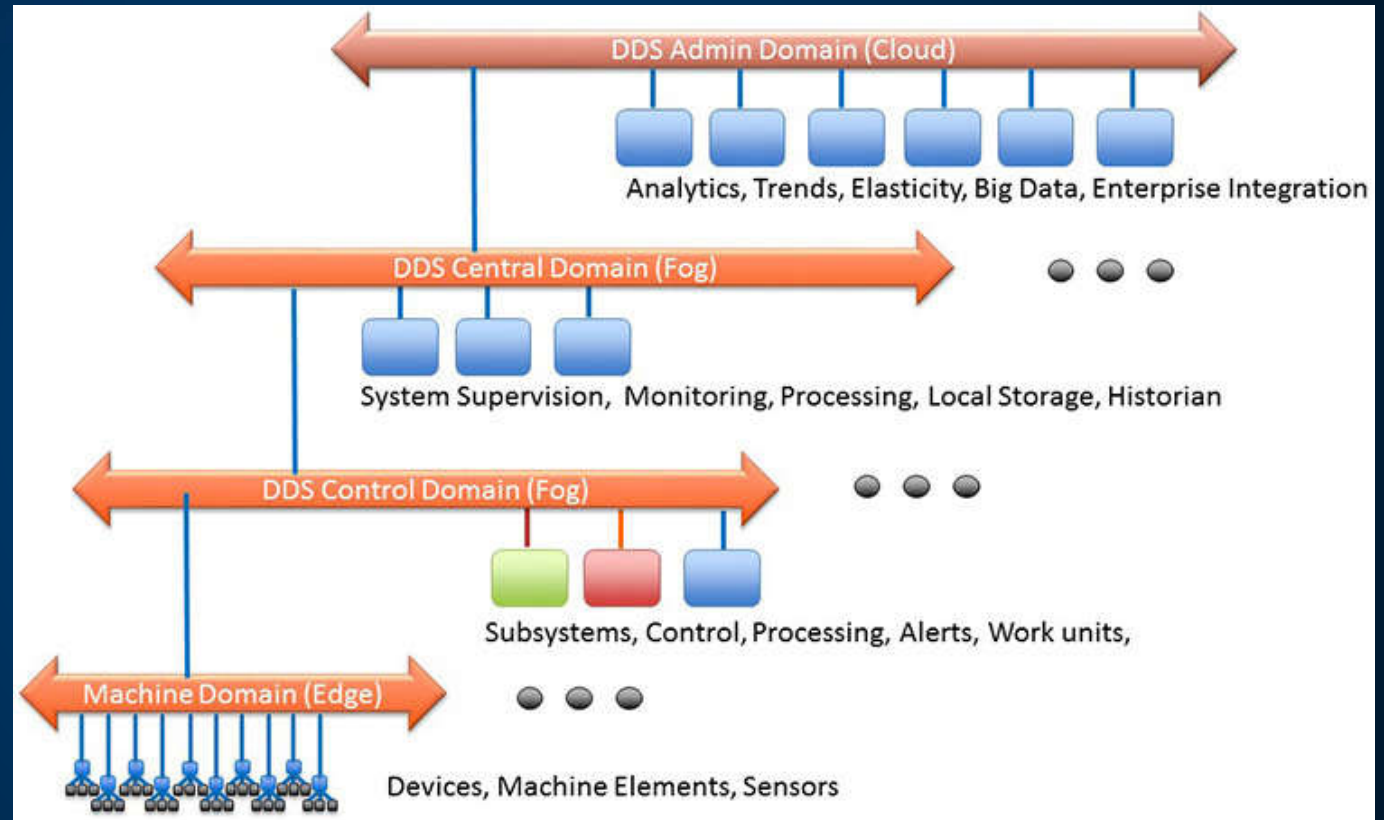 DDS Admin Domain (Cloud)
Analytics, Trends, Elasticity, Big Data, Enterprise Integration
DDS Central Domain (Fog)
System Supervision, Monitoring, Processing, Local Storage, Historian
DDS Control Domain (Fog)
Subsystems, Control, Processing, Alerts, Work units,
Machine Domain (Edge)
Devices, Machine Elements, Sensors